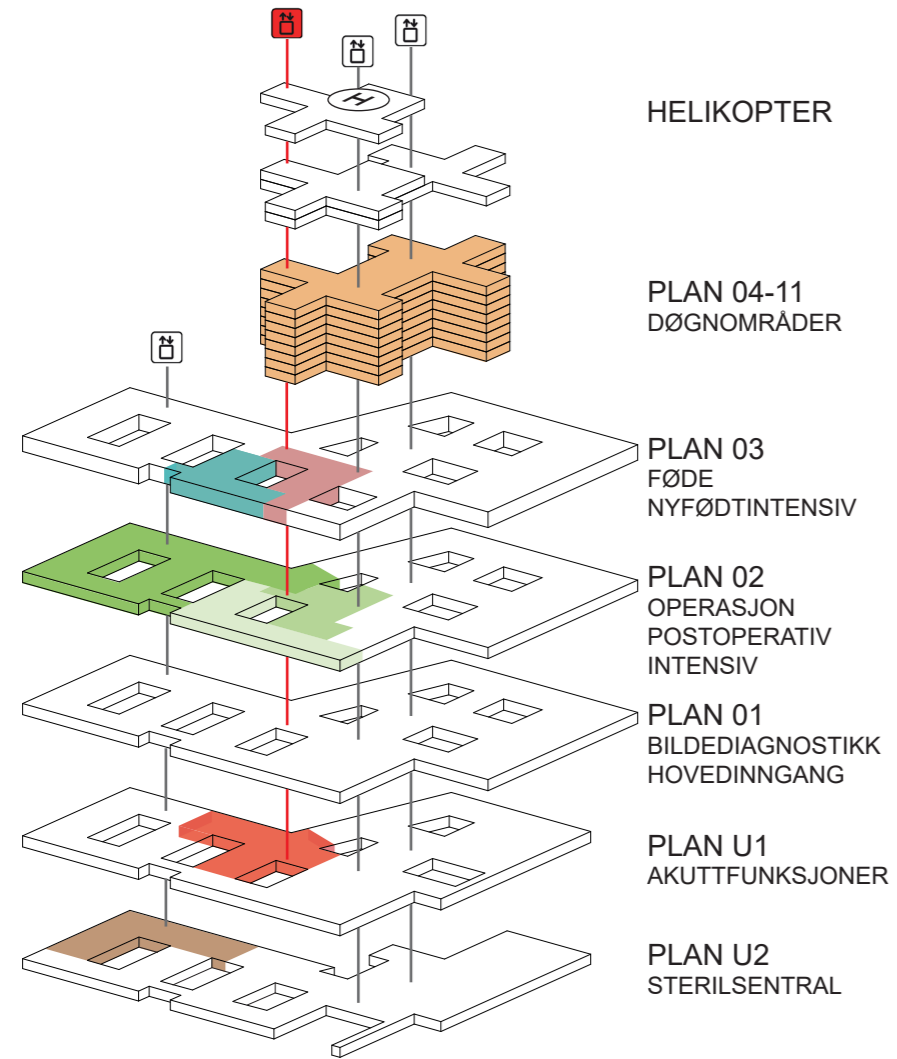 H
HELIKOPTER
PLAN 04-11
DØGNOMRÅDER
PLAN 03
FØDE
NYFØDTINTENSIV
PLAN 02
OPERASJON
POSTOPERATIV
INTENSIV
PLAN 01
BILDEDIAGNOSTIKK
HOVEDINNGANG
PLAN U1
AKUTTFUNKSJONER
PLAN U2
STERILSENTRAL